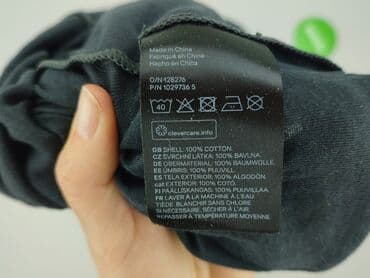 Made in China
Fabriqué en Chine
Hecho en China
O/N 428276
P/N 1029736 S
40
clevercare.info
GB SHELL: 100% COTTON.
CZ SVRCHNÍ LÁTKA: 100% BAVLNA.
DE OBERMATERIAL: 100% BAUMWOLLE.
EE ÜMBRIS: 100% PUUVILL.
ES TELA EXTERIOR: 100% ALGODÓN.
cat EXTERIOR: 100% COTÓ.
FI PÄÄLLISKANGAS: 100% PUUVILLAA.
FR LAVER À LA MACHINE À L'EAU
TIÈDE. BLANCHIR SANS CHLORE
SI NÉCESSAIRE. SÉCHER À L'AIR.
REPASSER À TEMPÉRATURE MOYENNE.